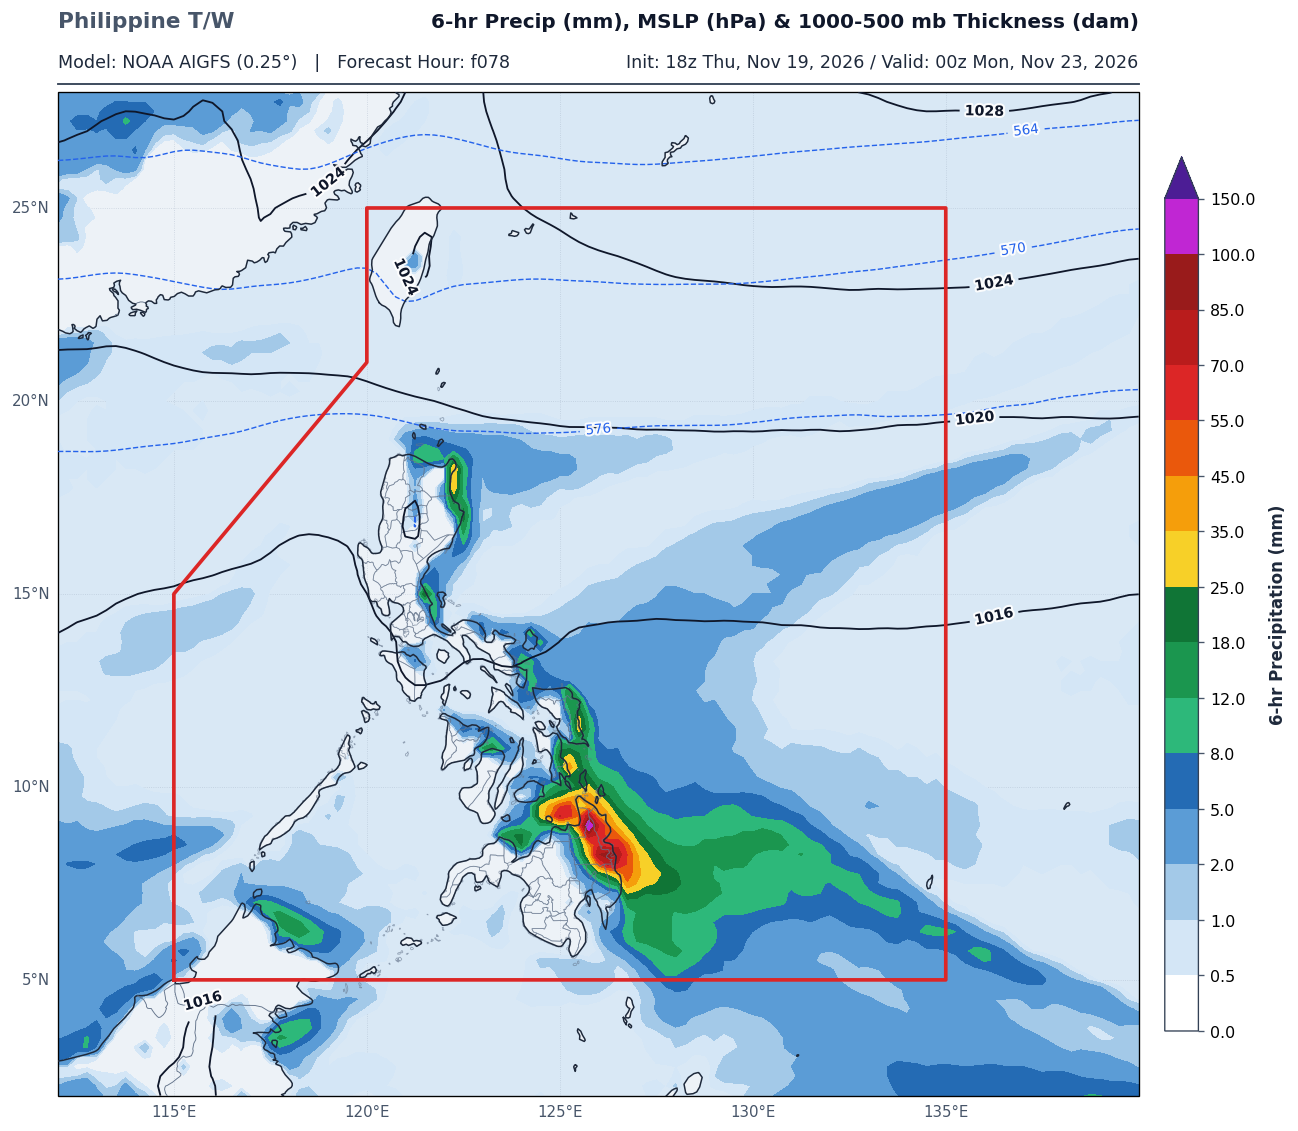 Philippine T/W
6-hr Precip (mm), MSLP (hPa) & 1000-500 mb Thickness (dam)
Model: NOAA AIGFS (0.25°) | Forecast Hour: f078
Init: 18z Thu, Nov 19, 2026 / Valid: 00z Mon, Nov 23, 2026
1028
564
1024
25°N
570
1024
1024
20°N
1020
576
15°N
1016
10°N
5°N
1016
115°E
120°E
125°E
130°E
135°E
150.0
100.0
85.0
70.0
55.0
45.0
35.0
25.0
18.0
12.0
8.0
5.0
2.0
1.0
0.5
0.0
6-hr Precipitation (mm)